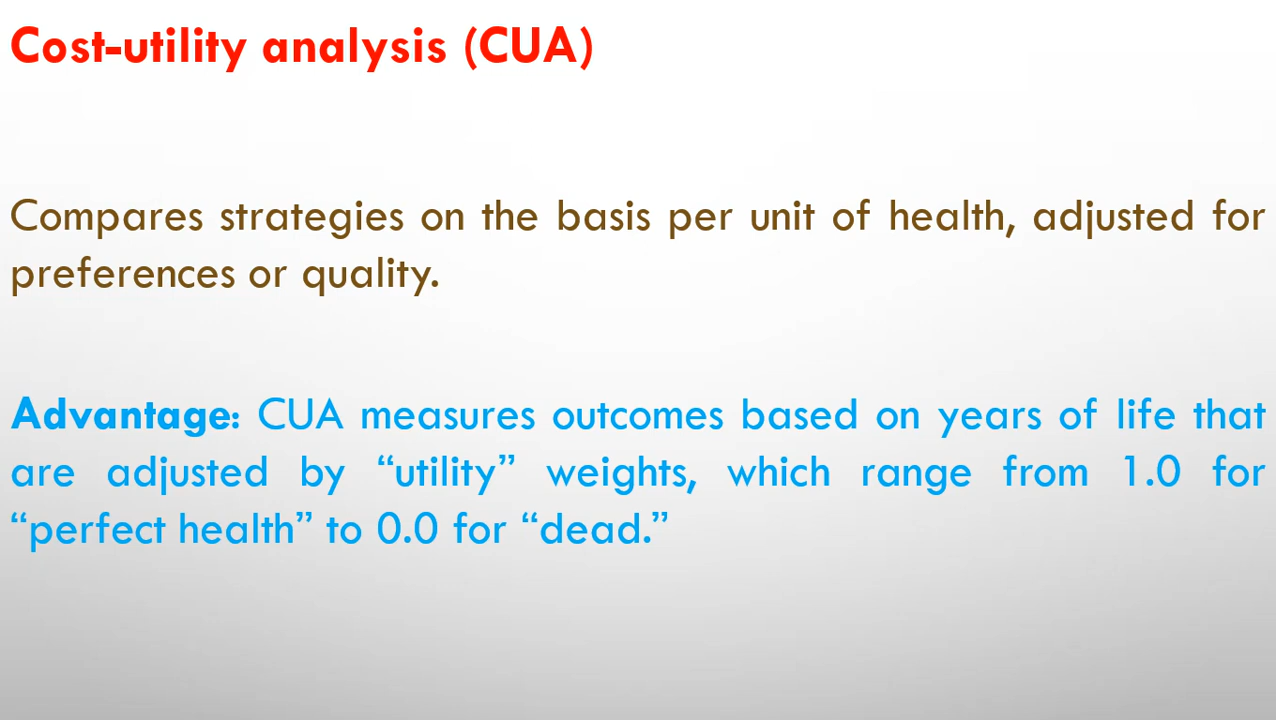 Cost-utility analysis (CUA)
Compares strategies on the basis per unit of health, adjusted for
preferences or quality.
Advantage: CUA measures outcomes based on years of life that
are adjusted by “utility” weights, which range from 1.0 for
“perfect health” to 0.0 for “dead.”